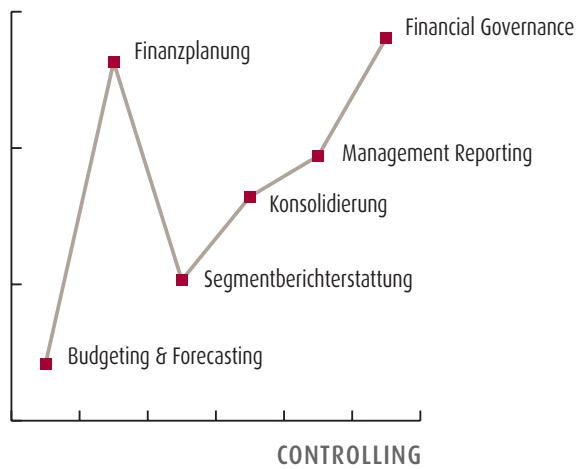 Financial Governance
Finanzplanung
Management Reporting
Konsolidierung
Segmentberichterstattung
Budgeting & Forecasting
CONTROLLING